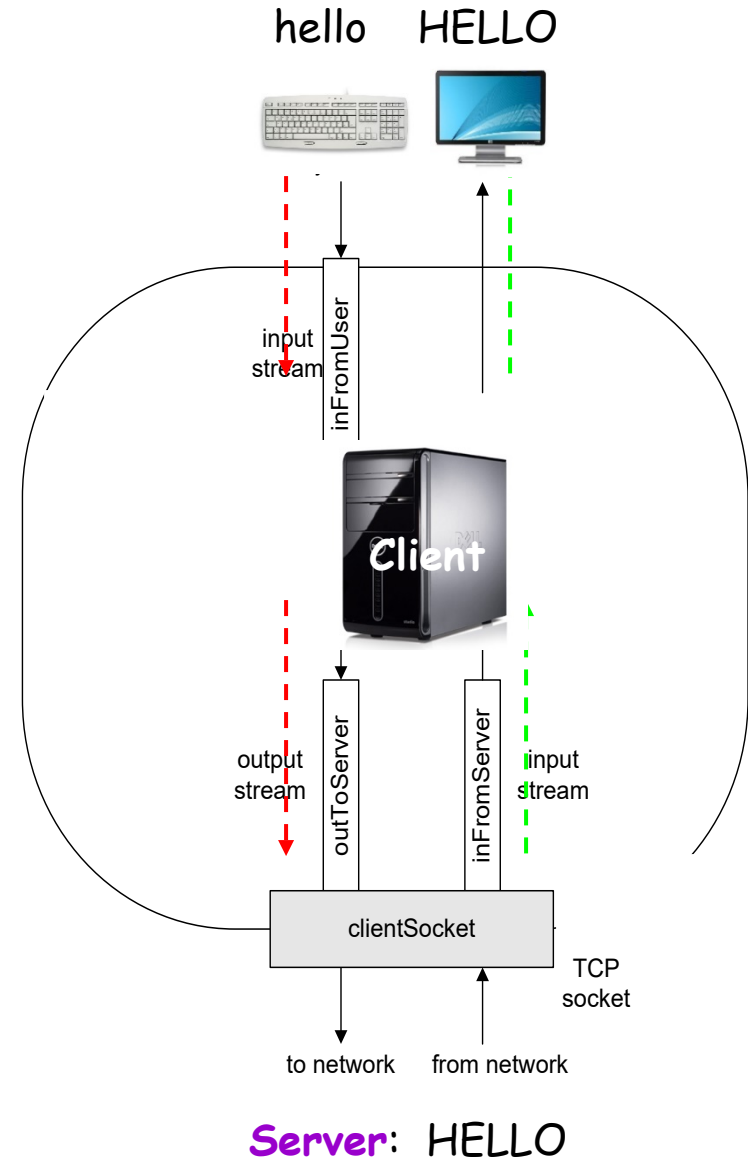 hello HELLO
input
stream
inFromUser
Client
output
stream
outToServer
inFromServer
input
stream
clientSocket
TCP
socket
to network from network
Server: HELLO